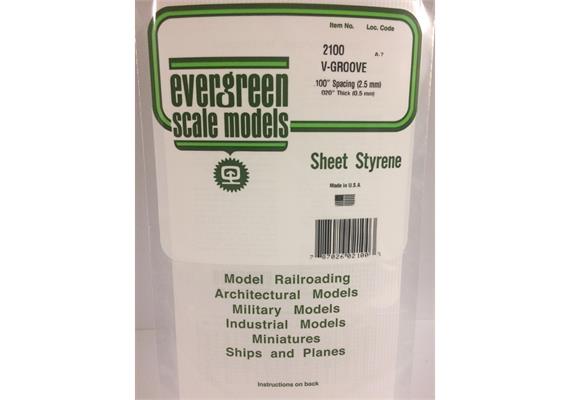 Item No. Loc. Code
2100 A.7
V-GROOVE
.100" Spacing (2.5 mm)
.020" Thick (0.5 mm)
evergreen
scale models
Sheet Styrene
Made in U.S.A
Model Railroading
Architectural Models
Military Models
Industrial Models
Miniatures
Ships and Planes
Instructions on back